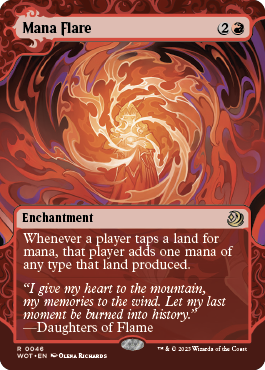 Mana Flare 2
Enchantment
Whenever a player taps a land for
mana, that player adds one mana of
any type that land produced.
“I give my heart to the mountain,
my memories to the wind. Let my last
moment be burned into history.”
—Daughters of Flame
R 0046
WOT • EN Olena Richards
™ & © 2023 Wizards of the Coast